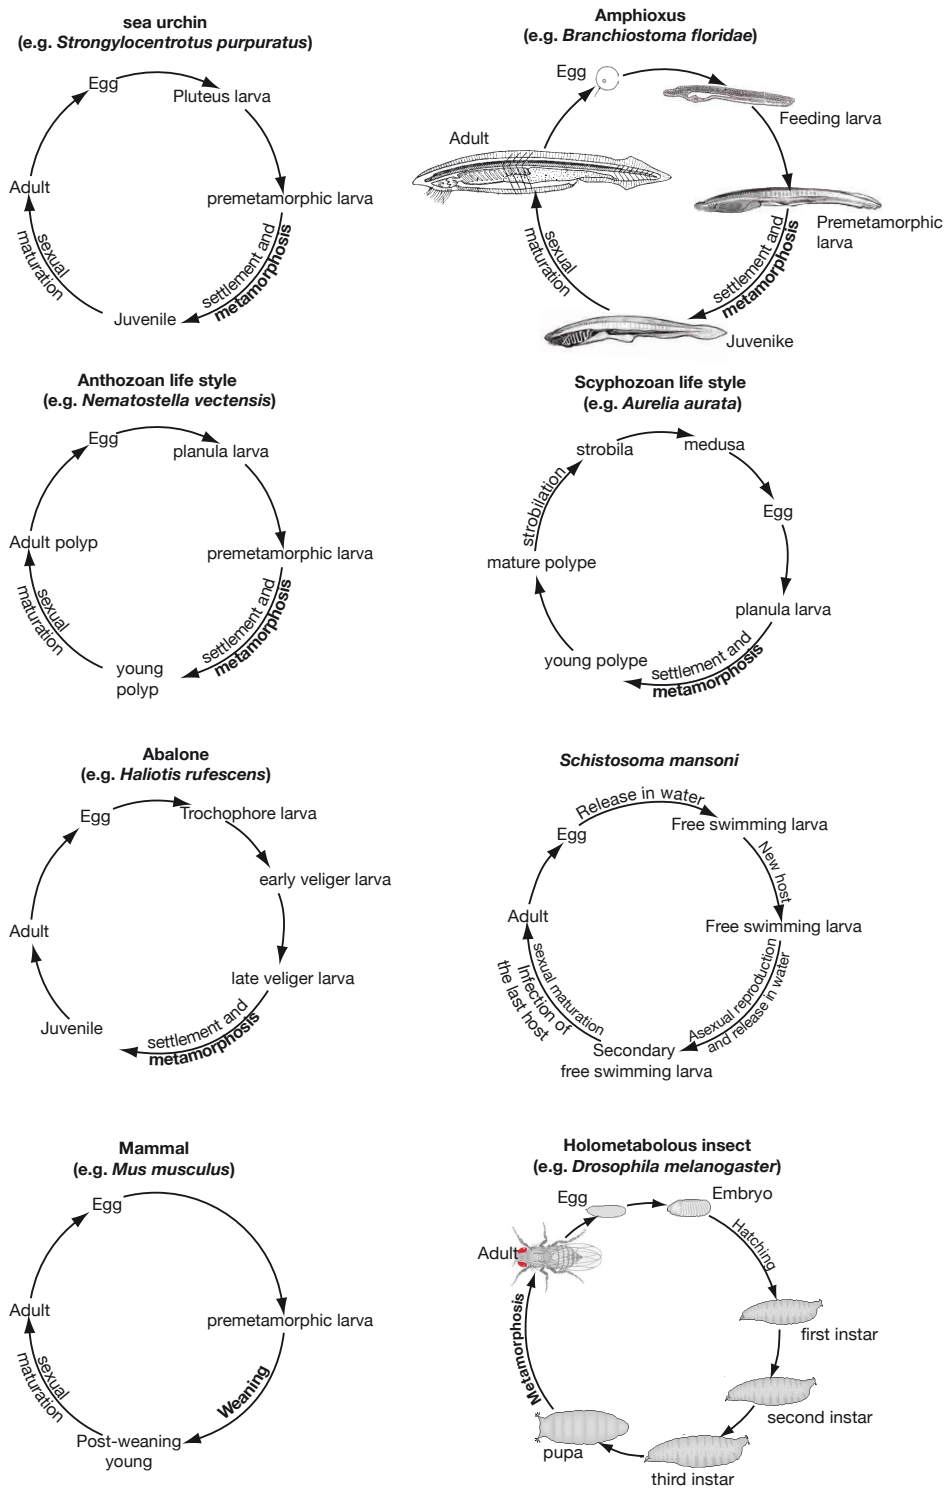 sea urchin
(e.g. Strongylocentrotus purpuratus)
Egg
Pluteus larva
premetamorphic larva
settlement and
metamorphosis
Juvenile
sexual
maturation
Adult
Amphioxus
(e.g. Branchiostoma floridae)
Egg
Feeding larva
Premetamorphic
larva
settlement and
metamorphosis
Juvenike
sexual
maturation
Adult
Anthozoan life style
(e.g. Nematostella vectensis)
Egg
planula larva
premetamorphic larva
settlement and
metamorphosis
young
polyp
sexual
maturation
Adult polyp
Scyphozoan life style
(e.g. Aurelia aurata)
strobila
medusa
Egg
planula larva
settlement and
metamorphosis
young polype
mature polype
strobilation
Abalone
(e.g. Haliotis rufescens)
Egg
Trochophore larva
early veliger larva
late veliger larva
settlement and
metamorphosis
Juvenile
Adult
Schistosoma mansoni
Egg
Release in water
Free swimming larva
New host
Free swimming larva
Asexual reproduction
and release in water
Secondary
free swimming larva
sexual maturation
Infection of
the last host
Adult
Mammal
(e.g. Mus musculus)
Egg
premetamorphic larva
Weaning
Post-weaning
young
sexual
maturation
Adult
Holometabolous insect
(e.g. Drosophila melanogaster)
Egg
Embryo
Hatching
first instar
second instar
third instar
pupa
Metamorphosis
Adult